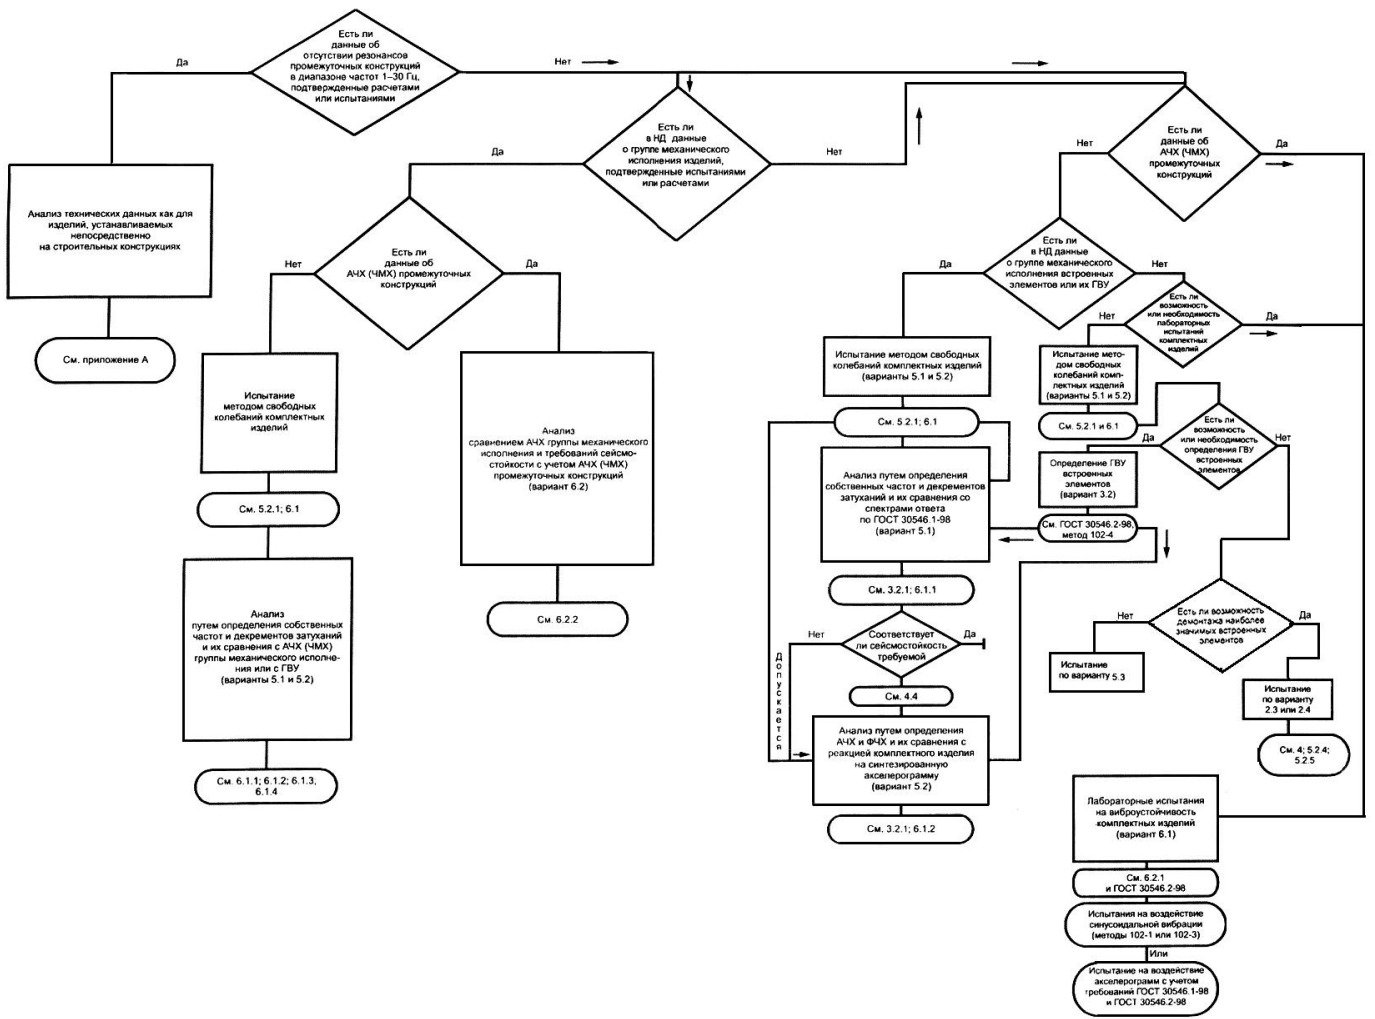 Есть ли
данные об
отсутствии резонансов
промежуточных конструкций
в диапазоне частот 1–30 Гц,
подтвержденные расчетами
или испытаниями
Да
Нет
Есть ли
в НД данные
о группе механического
исполнения изделий,
подтвержденные испытаниями
или расчетами
Да
Нет
Есть ли
данные об
АЧХ (ЧМХ)
промежуточных
конструкций
Нет
Да
Анализ технических данных как для
изделий, устанавливаемых
непосредственно
на строительных конструкциях
См. приложение А
Есть ли
данные об
АЧХ (ЧМХ) промежуточных
конструкций
Нет
Да
Испытание
методом свободных
колебаний комплектных
изделий
См. 5.2.1; 6.1
Анализ
путем определения собственных
частот и декрементов затуханий
и их сравнения с АЧХ (ЧМХ)
группы механического исполне-
ния или с ГВУ
(варианты 5.1 и 5.2)
См. 6.1.1; 6.1.2; 6.1.3,
6.1.4
Анализ
сравнением АЧХ группы механического
исполнения и требований сейсмо-
стойкости с учетом АЧХ (ЧМХ)
промежуточных конструкций
(вариант 6.2)
См. 6.2.2
Есть ли
в НД данные
о группе механического
исполнения встроенных
элементов или их ГВУ
Да
Нет
Испытание методом свободных
колебаний комплектных изделий
(варианты 5.1 и 5.2)
См. 5.2.1; 6.1
Анализ путем определения
собственных частот и декрементов
затуханий и их сравнения со
спектрами ответа
по ГОСТ 30546.1-98
(вариант 5.1)
См. 3.2.1; 6.1.1
Соответствует
ли сейсмостойкость
требуемой
Нет
Да
Допускается
См. 4.4
Анализ путем определения
АЧХ и ФЧХ и их сравнения с
реакцией комплектного изделия
на синтезированную
акселерограмму
(вариант 5.2)
См. 3.2.1; 6.1.2
Есть ли
возможность
или необходимость
лабораторных
испытаний
комплектных
изделий
Нет
Да
Испытание мето-
дом свободных
колебаний комп-
лектных изделий
(варианты 5.1 и 5.2)
См. 5.2.1 и 6.1
Есть ли
возможность
или необходимость
определения ГВУ
встроенных
элементов
Да
Нет
Определение ГВУ
встроенных
элементов
(вариант 3.2)
См. ГОСТ 30546.2-98,
метод 102-4
Есть ли возможность
демонтажа наиболее
значимых встроенных
элементов
Нет
Да
Испытание
по варианту 5.3
Испытание
по варианту
2.3 или 2.4
См. 4; 5.2.4;
5.2.5
Лабораторные испытания
на виброустойчивость
комплектных изделий
(вариант 6.1)
См. 6.2.1
и ГОСТ 30546.2-98
Испытания на воздействие
синусоидальной вибрации
(методы 102-1 или 102-3)
Или
Испытание на воздействие
акселерограмм с учетом
требований ГОСТ 30546.1-98
и ГОСТ 30546.2-98